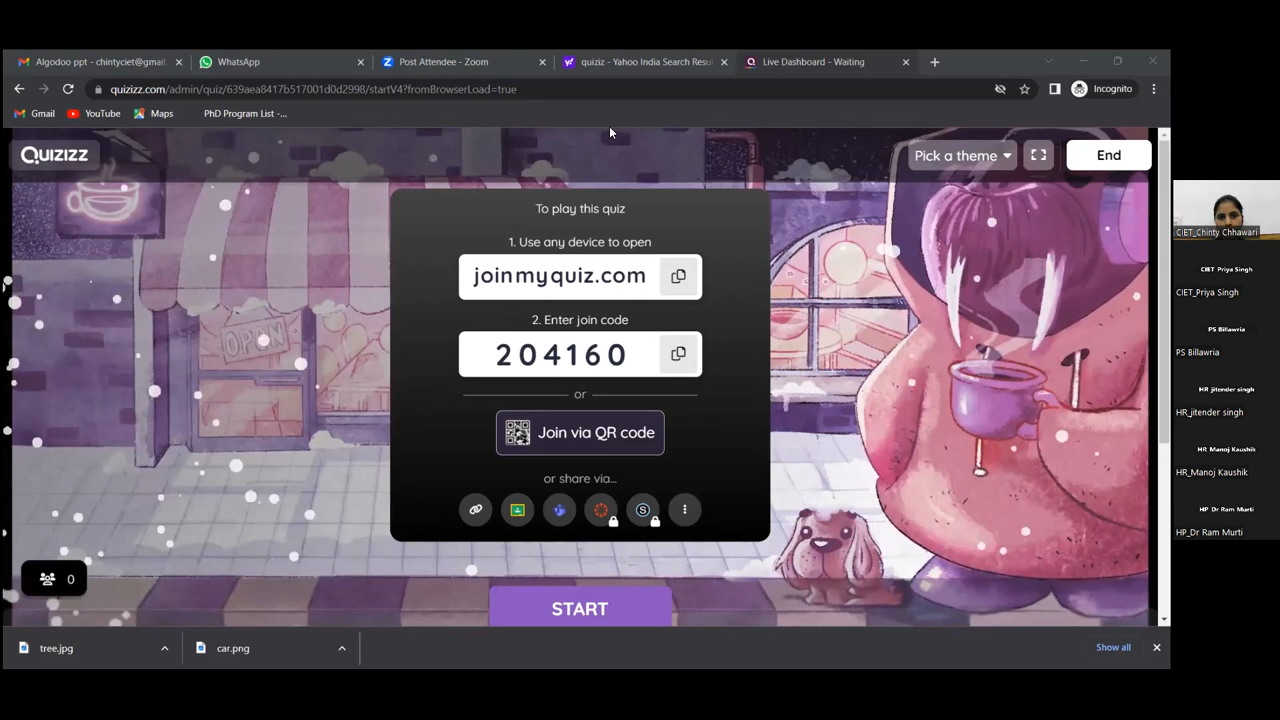 Algodoo ppt - chintyciet@gmail.
WhatsApp
Post Attendee - Zoom
quiziz - Yahoo India Search Resu
Live Dashboard - Waiting
quizizz.com/admin/quiz/639aea8417b517001d0d2998/startV4?fromBrowserLoad=true
Incognito
Gmail
YouTube
Maps
PhD Program List -...
QUIZIZZ
Pick a theme
End
To play this quiz
1. Use any device to open
joinmyquiz.com
2. Enter join code
204160
or
Join via QR code
or share via...
OPEN
0
START
tree.jpg
car.png
Show all
CIET_Chinty Chhawari
CIET_Priya Singh
CIET_Priya Singh
PS Billawria
PS Billawria
HR_jitender singh
HR_jitender singh
HR_Manoj Kaushik
HR_Manoj Kaushik
HP_Dr Ram Murti
HP_Dr Ram Murti